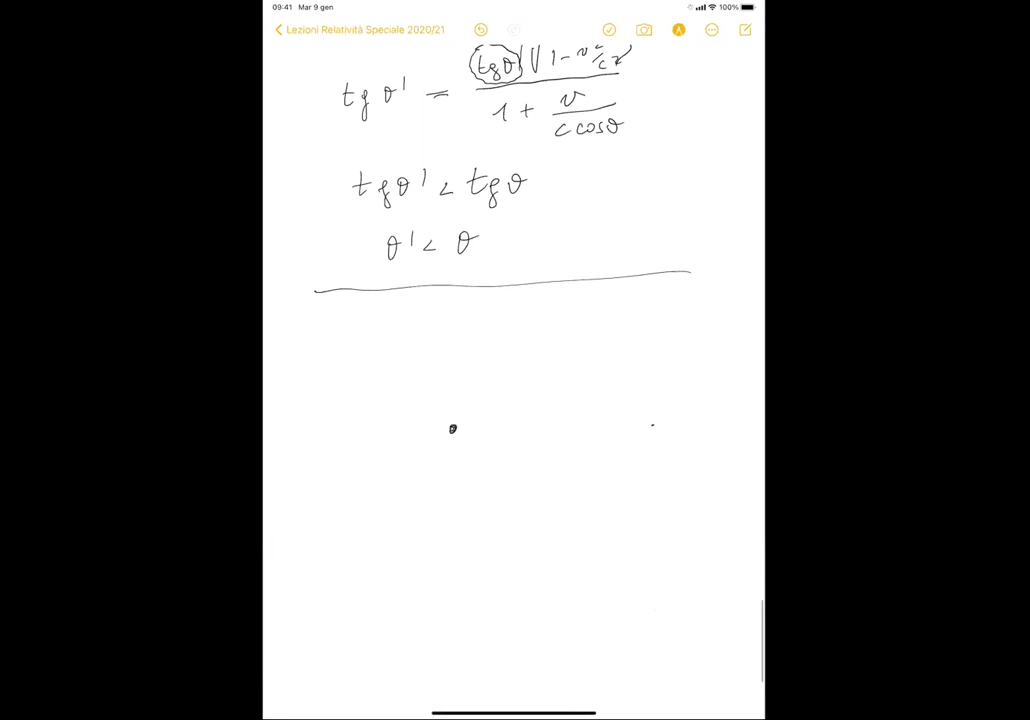 09:41 Mar 9 gen 100%
Lezioni Relatività Speciale 2020/21
tg θ' = tgθ √1 - v²/c² / 1 + v / c cosθ
tgθ' < tgθ
θ' < θ